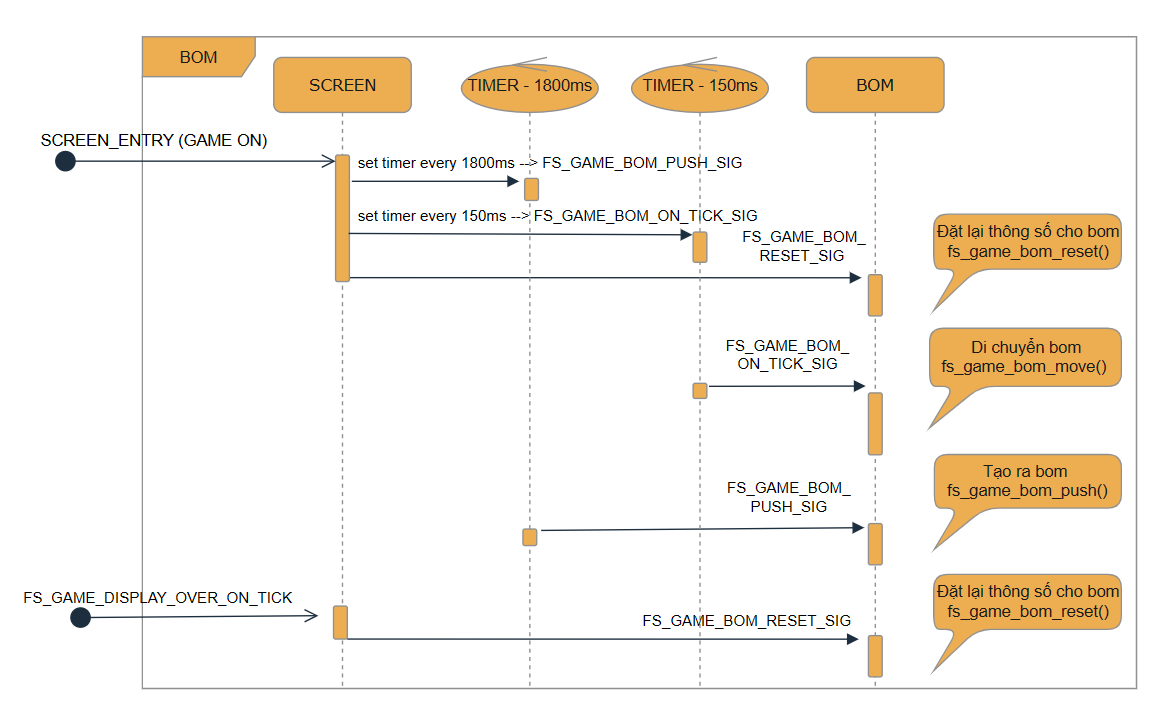 BOM
SCREEN
TIMER - 1800ms
TIMER - 150ms
BOM
SCREEN_ENTRY (GAME ON)
set timer every 1800ms --> FS_GAME_BOM_PUSH_SIG
set timer every 150ms --> FS_GAME_BOM_ON_TICK_SIG
FS_GAME_BOM_
RESET_SIG
Đặt lại thông số cho bom
fs_game_bom_reset()
FS_GAME_BOM_
ON_TICK_SIG
Di chuyển bom
fs_game_bom_move()
FS_GAME_BOM_
PUSH_SIG
Tạo ra bom
fs_game_bom_push()
FS_GAME_DISPLAY_OVER_ON_TICK
FS_GAME_BOM_RESET_SIG
Đặt lại thông số cho bom
fs_game_bom_reset()